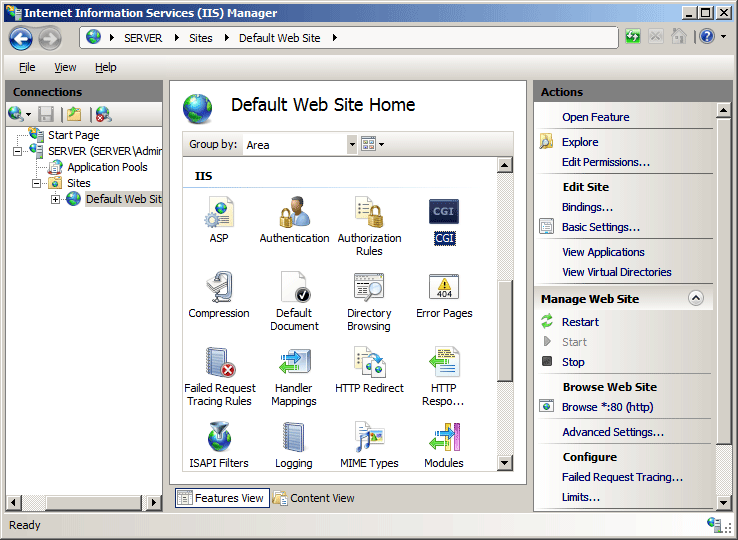 Internet Information Services (IIS) Manager
SERVER Sites Default Web Site
File View Help
Connections
Start Page
SERVER (SERVER\Admir
Application Pools
Sites
Default Web Sit
Default Web Site Home
Group by: Area
IIS
ASP
Authentication
Authorization
Rules
CGI
CGI
Compression
Default
Document
Directory
Browsing
404
Error Pages
Failed Request
Tracing Rules
Handler
Mappings
HTTP Redirect
HTTP
Respo...
ISAPI Filters
Logging
MIME Types
Modules
Features View
Content View
Actions
Open Feature
Explore
Edit Permissions...
Edit Site
Bindings...
Basic Settings...
View Applications
View Virtual Directories
Manage Web Site
Restart
Start
Stop
Browse Web Site
Browse *:80 (http)
Advanced Settings...
Configure
Failed Request Tracing...
Limits...
Ready